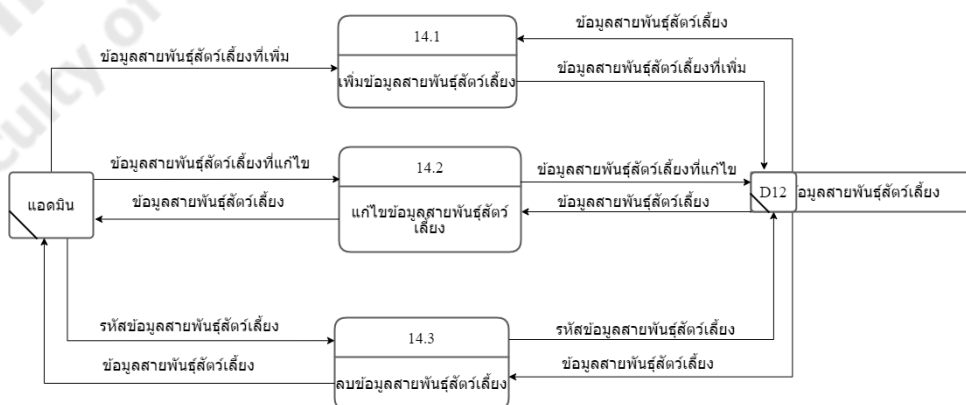 ข้อมูลสายพันธุ์สัตว์เลี้ยง
14.1
ข้อมูลสายพันธุ์สัตว์เลี้ยงที่เพิ่ม
ข้อมูลสายพันธุ์สัตว์เลี้ยงที่เพิ่ม
เพิ่มข้อมูลสายพันธุ์สัตว์เลี้ยง
ข้อมูลสายพันธุ์สัตว์เลี้ยงที่แก้ไข
14.2
ข้อมูลสายพันธุ์สัตว์เลี้ยงที่แก้ไข
แอดมิน
D12
ข้อมูลสายพันธุ์สัตว์เลี้ยง
ข้อมูลสายพันธุ์สัตว์เลี้ยง
แก้ไขข้อมูลสายพันธุ์สัตว์
เลี้ยง
ข้อมูลสายพันธุ์สัตว์เลี้ยง
รหัสข้อมูลสายพันธุ์สัตว์เลี้ยง
14.3
รหัสข้อมูลสายพันธุ์สัตว์เลี้ยง
ข้อมูลสายพันธุ์สัตว์เลี้ยง
ลบข้อมูลสายพันธุ์สัตว์เลี้ยง
ข้อมูลสายพันธุ์สัตว์เลี้ยง
culty of